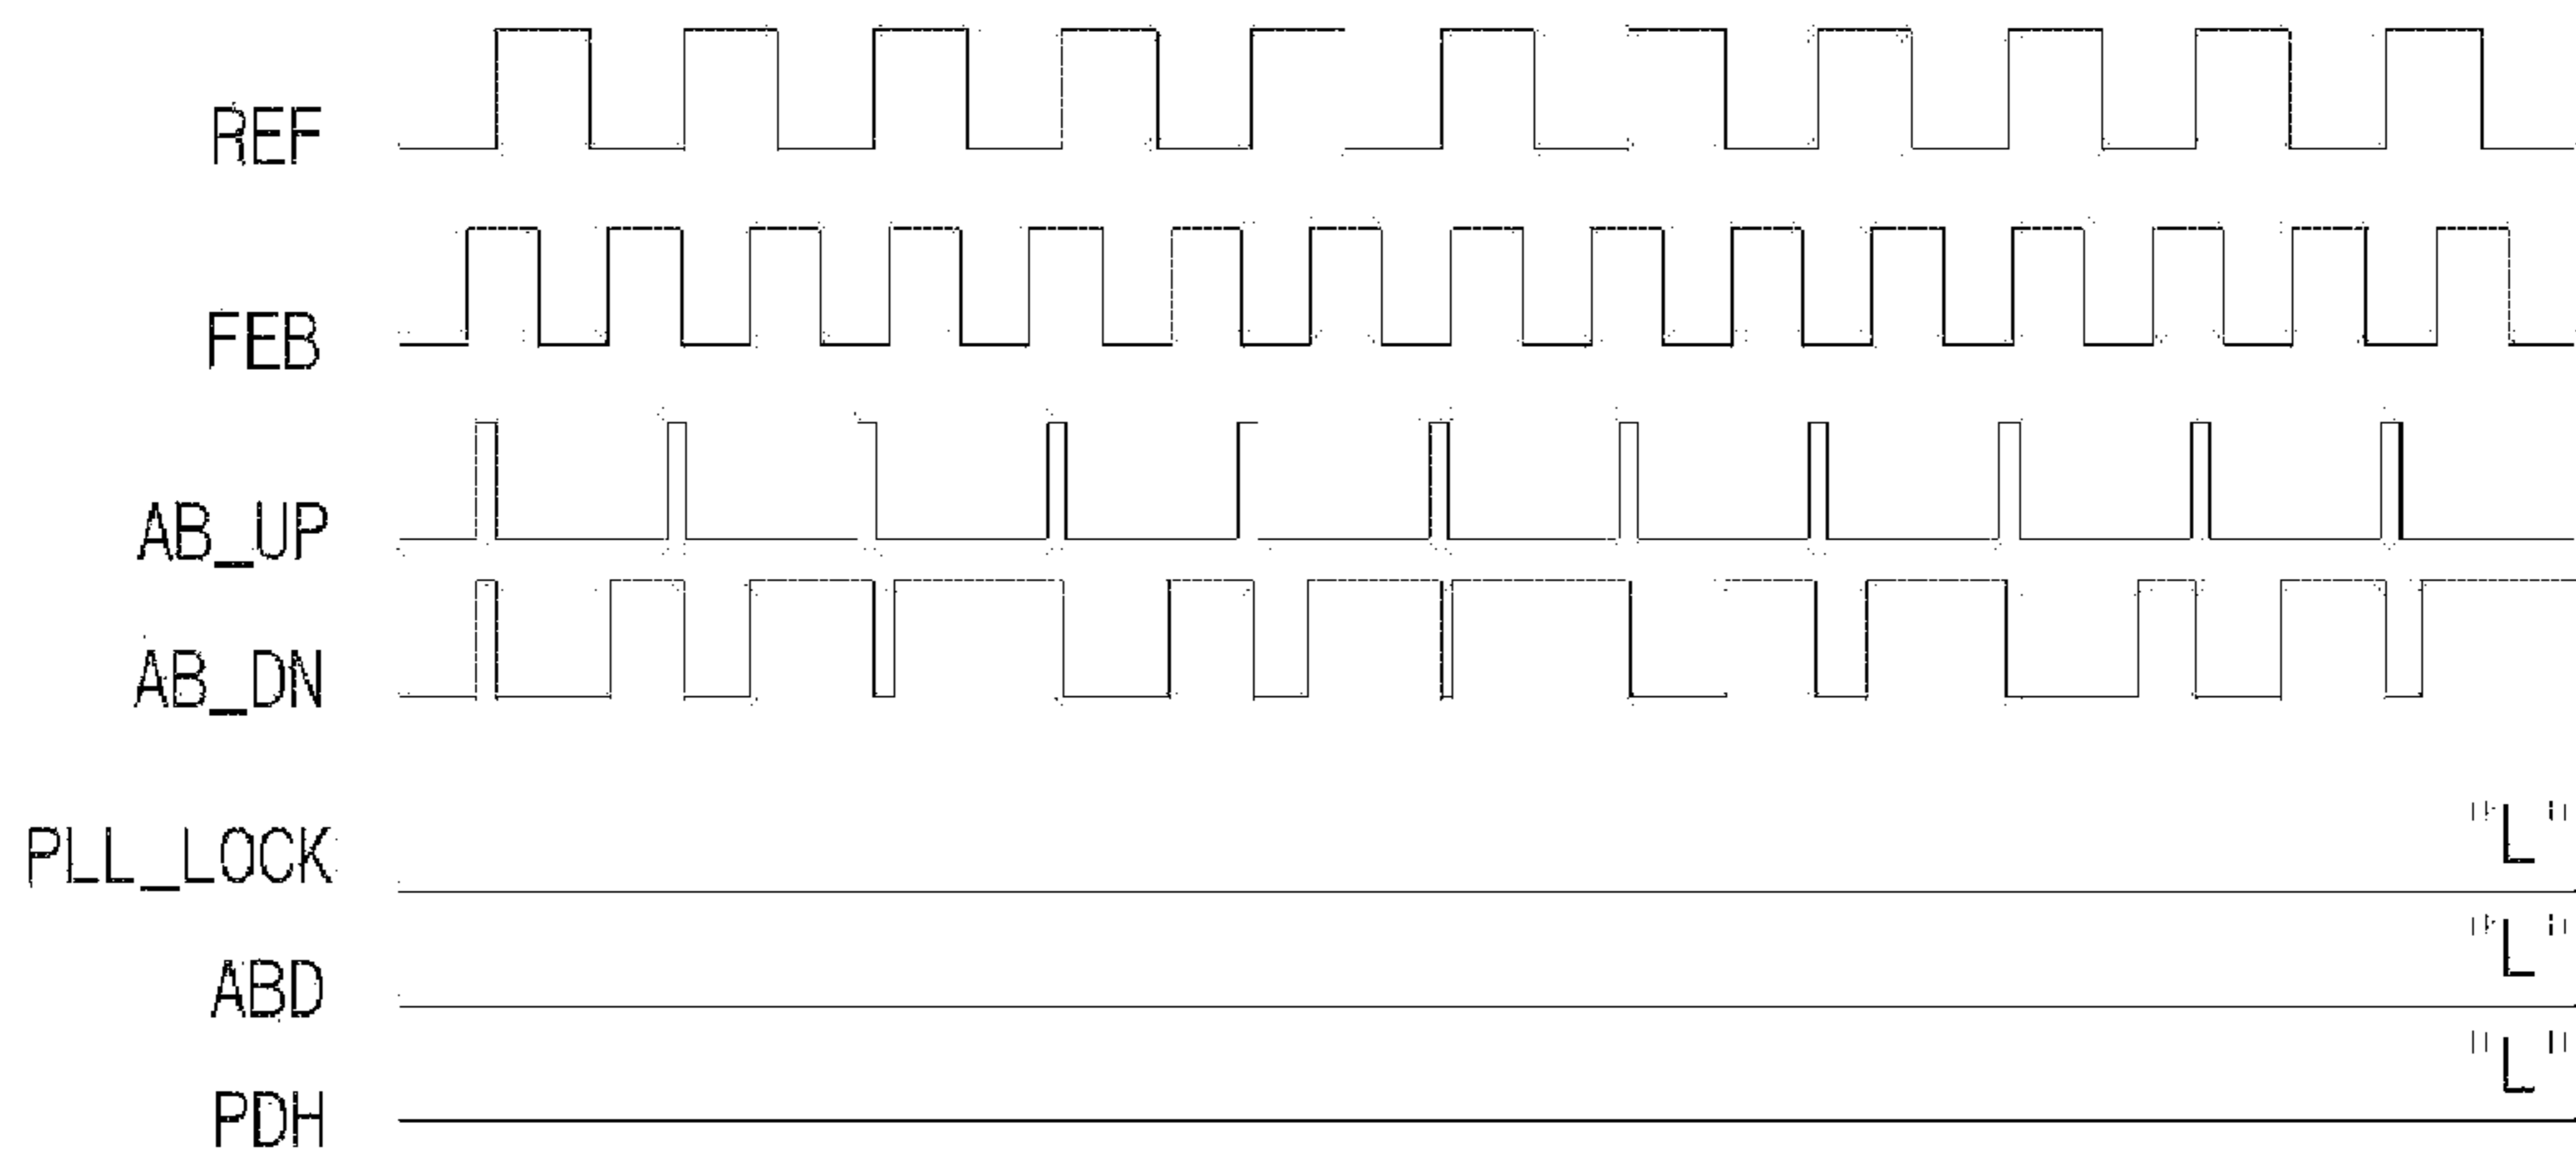 REF
FEB
AB_UP
AB_DN
PLL_LOCK "L"
ABD "L"
PDH "L"